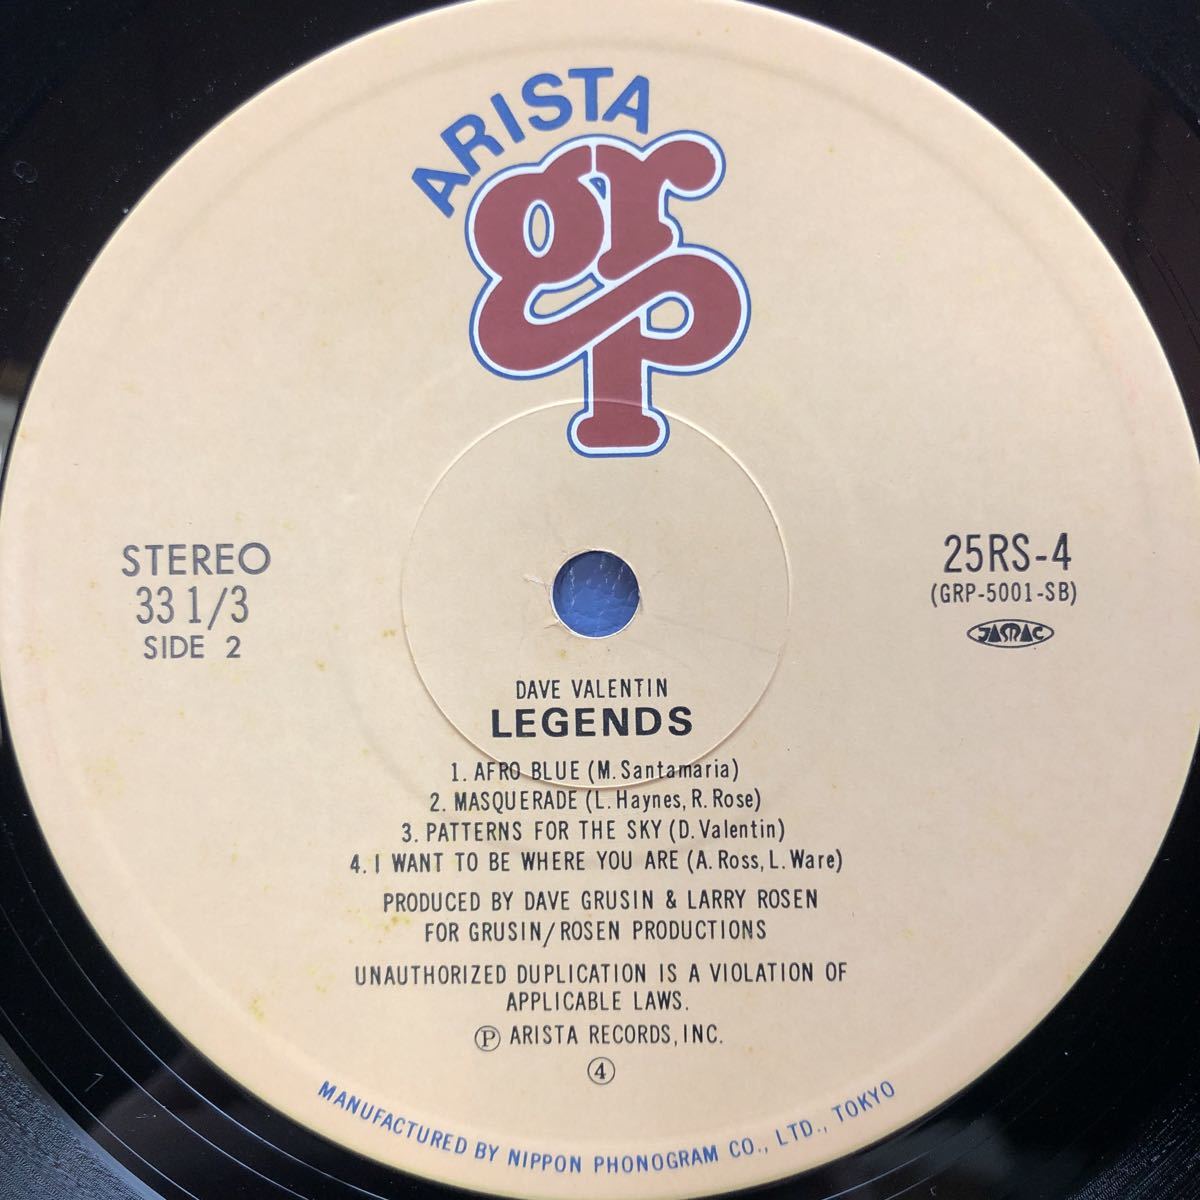 ARISTA
grp
STEREO
33 1/3
SIDE 2
25RS-4
(GRP-5001-SB)
JASRAC
DAVE VALENTIN
LEGENDS
1. AFRO BLUE (M. Santamaria)
2. MASQUERADE (L. Haynes, R. Rose)
3. PATTERNS FOR THE SKY (D. Valentin)
4. I WANT TO BE WHERE YOU ARE (A. Ross, L. Ware)
PRODUCED BY DAVE GRUSIN & LARRY ROSEN
FOR GRUSIN/ROSEN PRODUCTIONS
UNAUTHORIZED DUPLICATION IS A VIOLATION OF
APPLICABLE LAWS.
Ⓟ ARISTA RECORDS, INC.
④
MANUFACTURED BY NIPPON PHONOGRAM CO., LTD., TOKYO